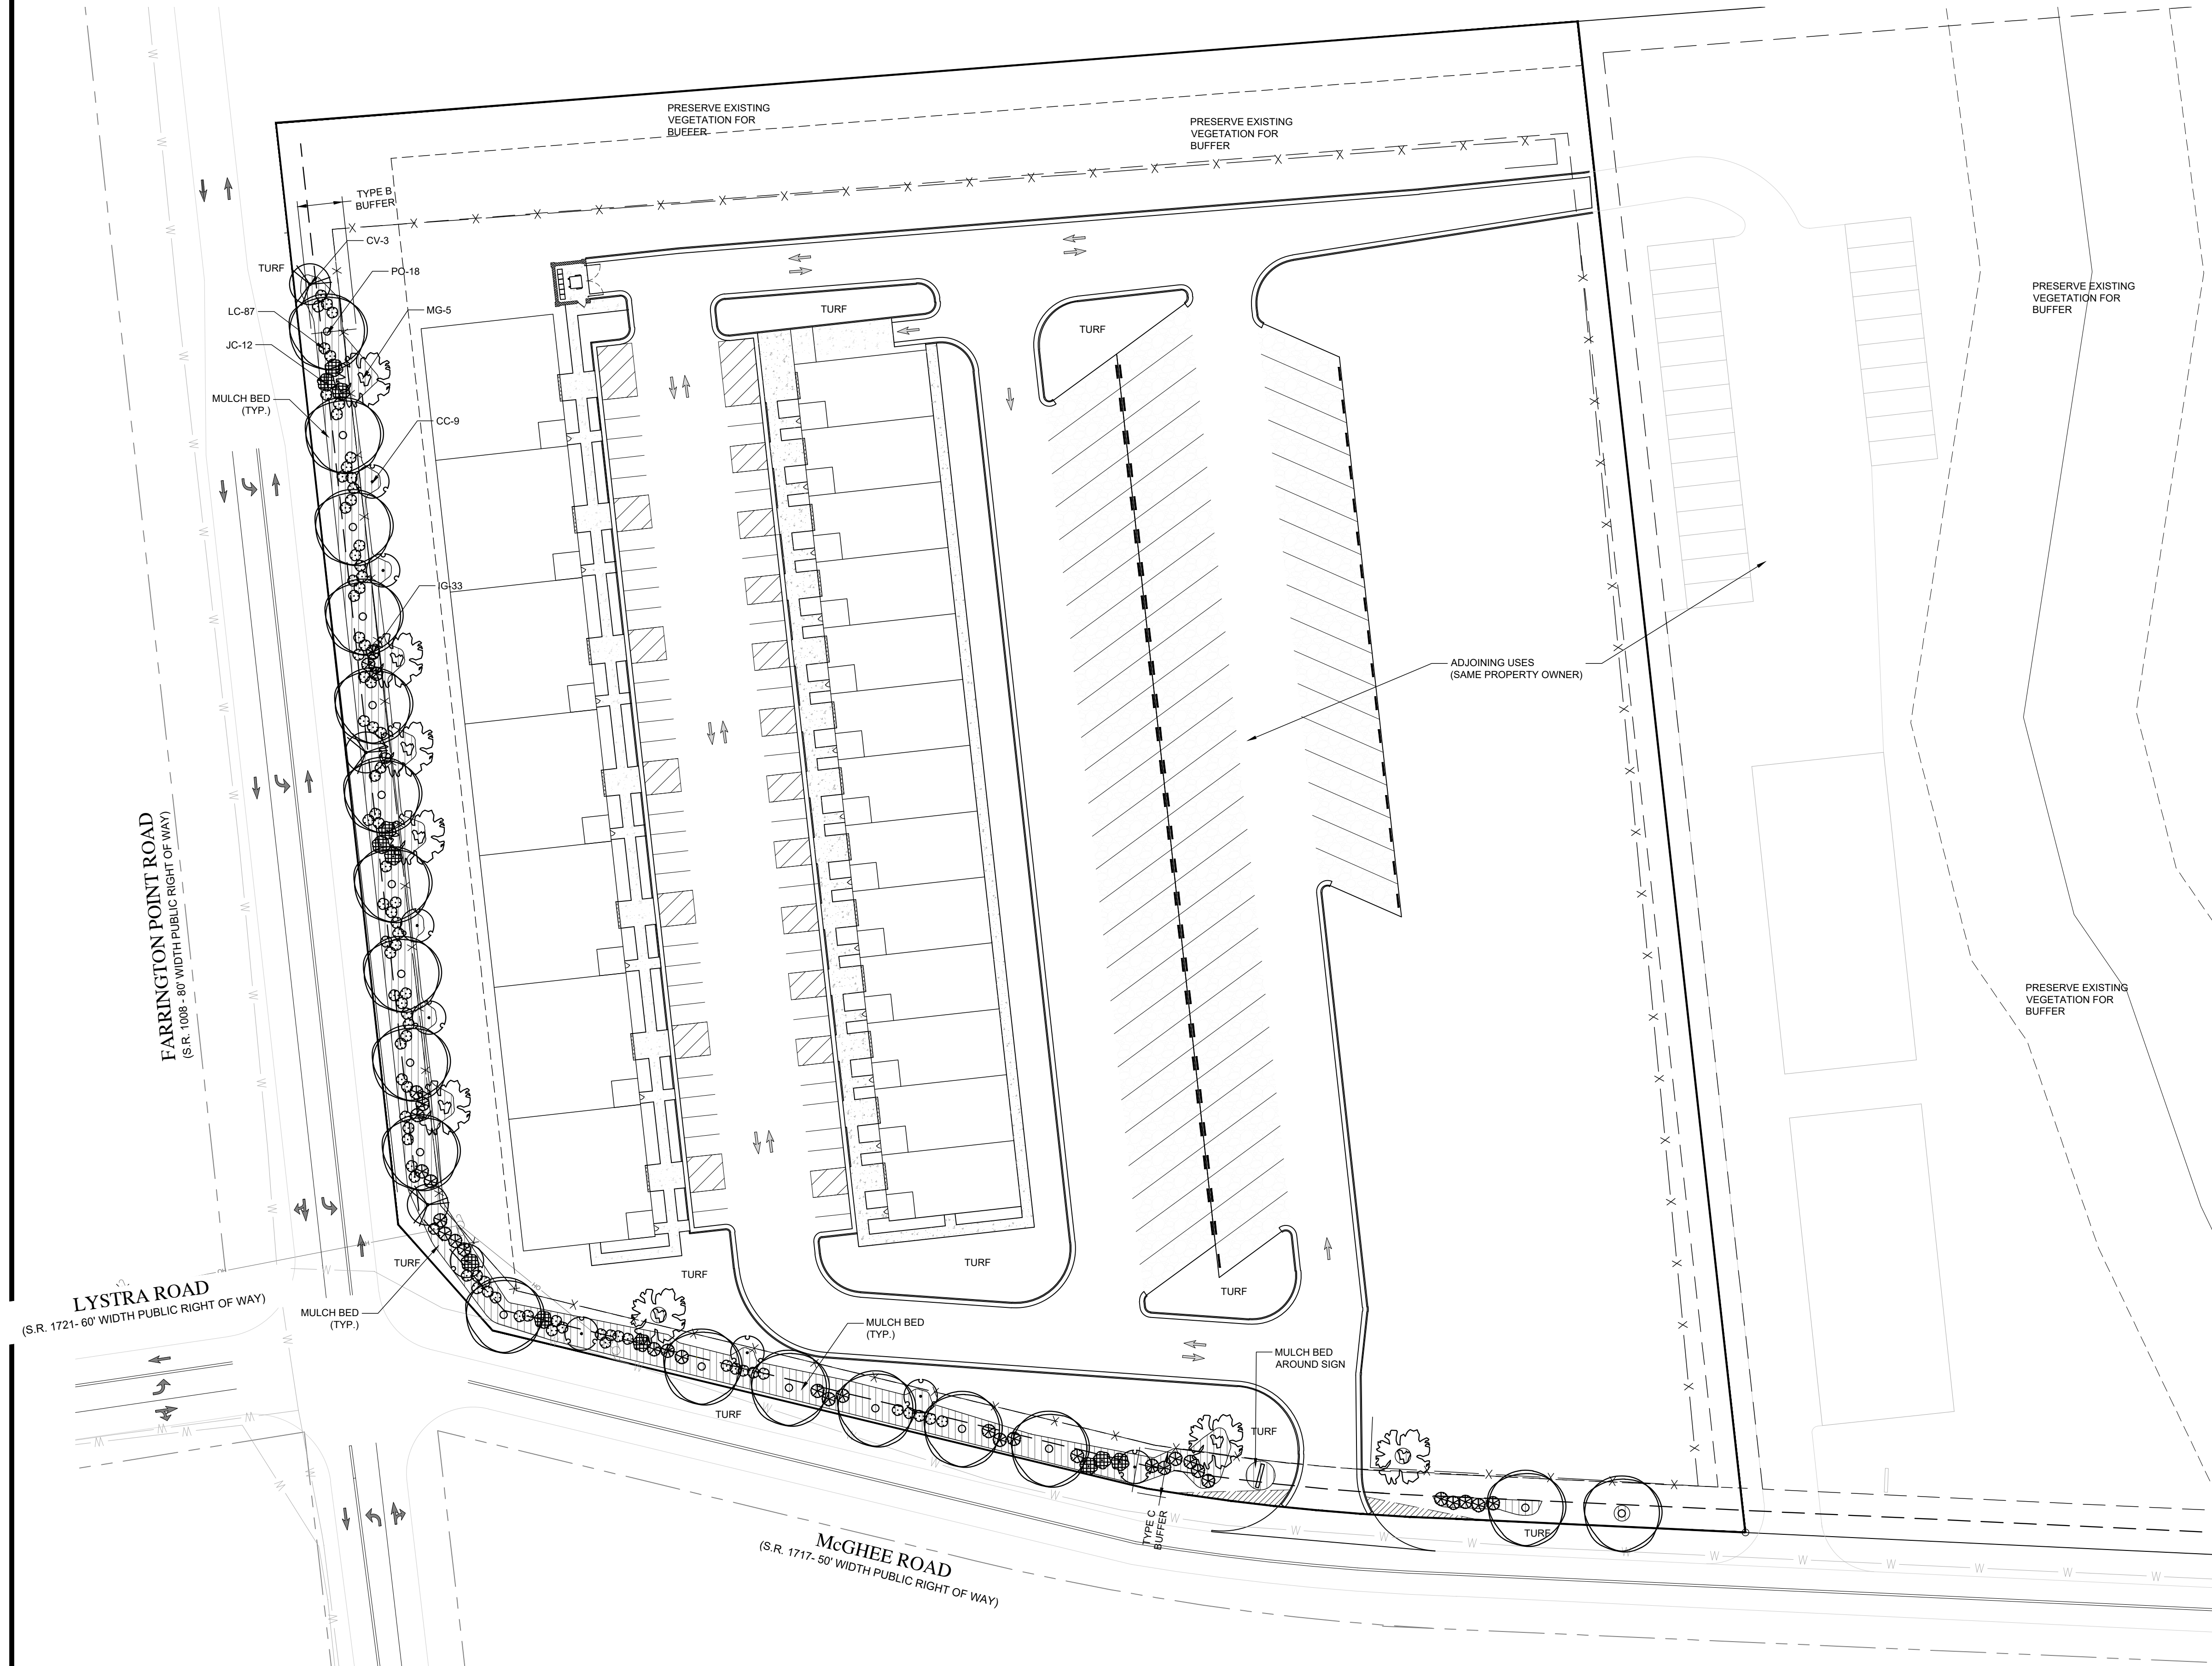 PRESERVE EXISTING
VEGETATION FOR
BUFFER
PRESERVE EXISTING
VEGETATION FOR
BUFFER
TYPE B
BUFFER
CV-3
TURF
PO-18
LC-87
MG-5
JC-12
MULCH BED
(TYP.)
CC-9
IG-33
TURF
TURF
PRESERVE EXISTING
VEGETATION FOR
BUFFER
ADJOINING USES
(SAME PROPERTY OWNER)
FARRINGTON POINT ROAD
(S.R. 1008 - 80' WIDTH PUBLIC RIGHT OF WAY)
PRESERVE EXISTING
VEGETATION FOR
BUFFER
TURF
TURF
TURF
TURF
LYSTRA ROAD
(S.R. 1721- 60' WIDTH PUBLIC RIGHT OF WAY)
MULCH BED
(TYP.)
MULCH BED
(TYP.)
MULCH BED
AROUND SIGN
TURF
TURF
TYPE C
BUFFER
TURF
McGHEE ROAD
(S.R. 1717- 50' WIDTH PUBLIC RIGHT OF WAY)